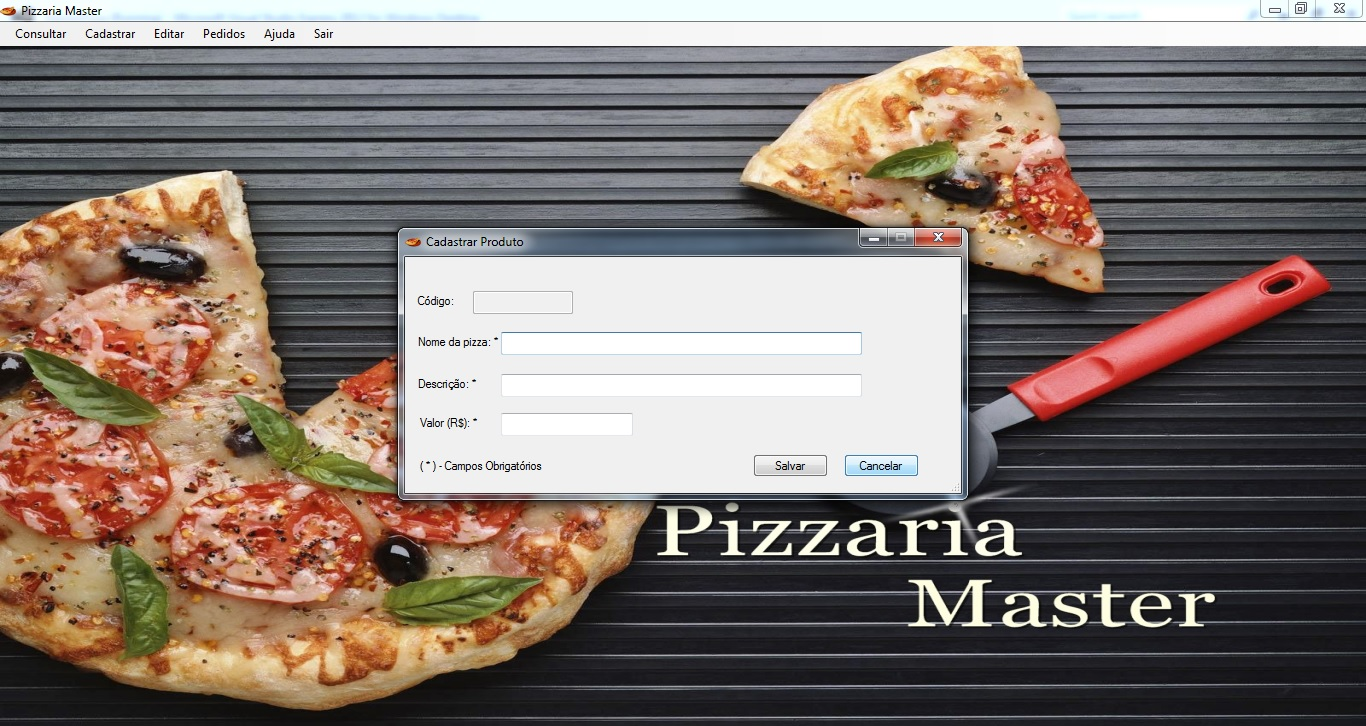 Pizzaria Master
Consultar Cadastrar Editar Pedidos Ajuda Sair
Cadastrar Produto
Código:
Nome da pizza: *
Descrição: *
Valor (R$): *
( * ) - Campos Obrigatórios Salvar Cancelar
Pizzaria
Master